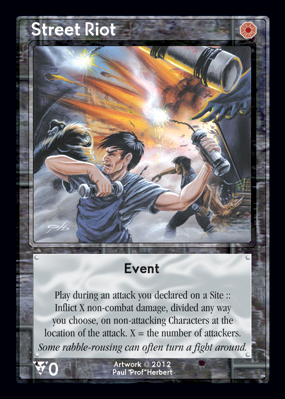 Street Riot
Event
Play during an attack you declared on a Site ::
Inflict X non-combat damage, divided any way
you choose, on non-attacking Characters at the
location of the attack. X = the number of attackers.
Some rabble-rousing can often turn a fight around.
0
Artwork © 2012
Paul "Prof" Herbert